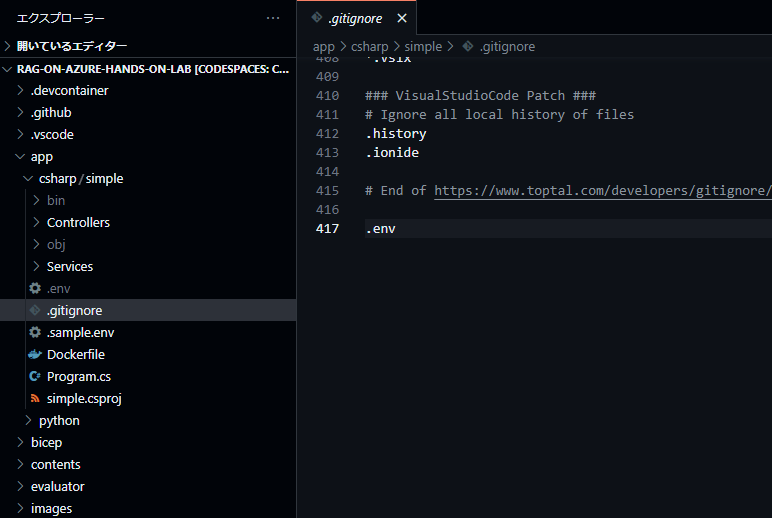 エクスプローラー ···
開いているエディター
RAG-ON-AZURE-HANDS-ON-LAB [CODESPACES: C...
.devcontainer
.github
.vscode
app
csharp / simple
bin
Controllers
obj
Services
.env
.gitignore
.sample.env
Dockerfile
Program.cs
simple.csproj
python
bicep
contents
evaluator
images
.gitignore
app > csharp > simple > .gitignore
408 *.vsix
409
410 ### VisualStudioCode Patch ###
411 # Ignore all local history of files
412 .history
413 .ionide
414
415 # End of https://www.toptal.com/developers/gitignore/
416
417 .env